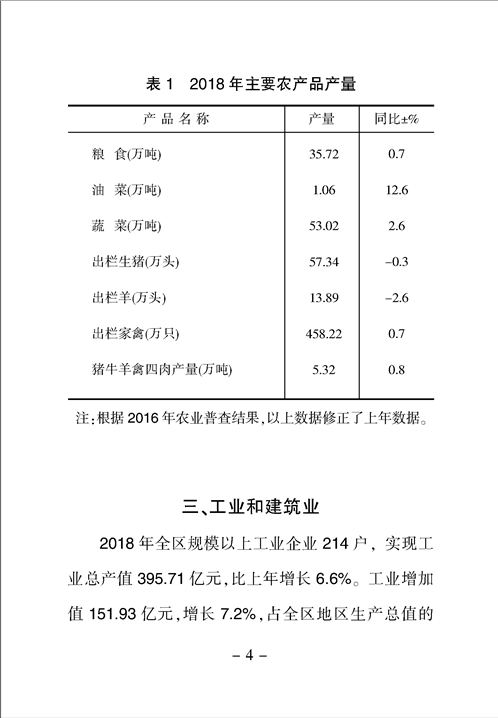 表 1 2018 年主要农产品产量
产 品 名 称 产量 同比±%
粮 食(万吨) 35.72 0.7
油 菜(万吨) 1.06 12.6
蔬 菜(万吨) 53.02 2.6
出栏生猪(万头) 57.34 -0.3
出栏羊(万头) 13.89 -2.6
出栏家禽(万只) 458.22 0.7
猪牛羊禽四肉产量(万吨) 5.32 0.8
注:根据 2016 年农业普查结果,以上数据修正了上年数据。
三、工业和建筑业
2018 年全区规模以上工业企业 214 户, 实现工
业总产值 395.71 亿元,比上年增长 6.6%。工业增加
值 151.93 亿元,增长 7.2%,占全区地区生产总值的
- 4 -